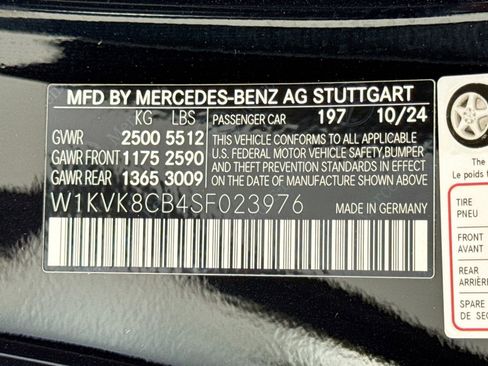 MFD BY MERCEDES-BENZ AG STUTTGART
KG LBS PASSENGER CAR 197 10/24
GVWR 2500 5512 THIS VEHICLE CONFORMS TO ALL APPLICABLE
GAWR FRONT 1175 2590 U.S. FEDERAL MOTOR VEHICLE SAFETY,BUMPER
GAWR REAR 1365 3009 AND THEFT PREVENTION STANDARDS IN EFFECT
ON THE DATE OF MANUFACTURE SHOWN ABOVE.
W1KVK8CB4SF023976 MADE IN GERMANY
The
Le poids
TIRE
PNEU
FRONT
AVANT
REAR
ARRIÈRE
SPARE
DE SEC